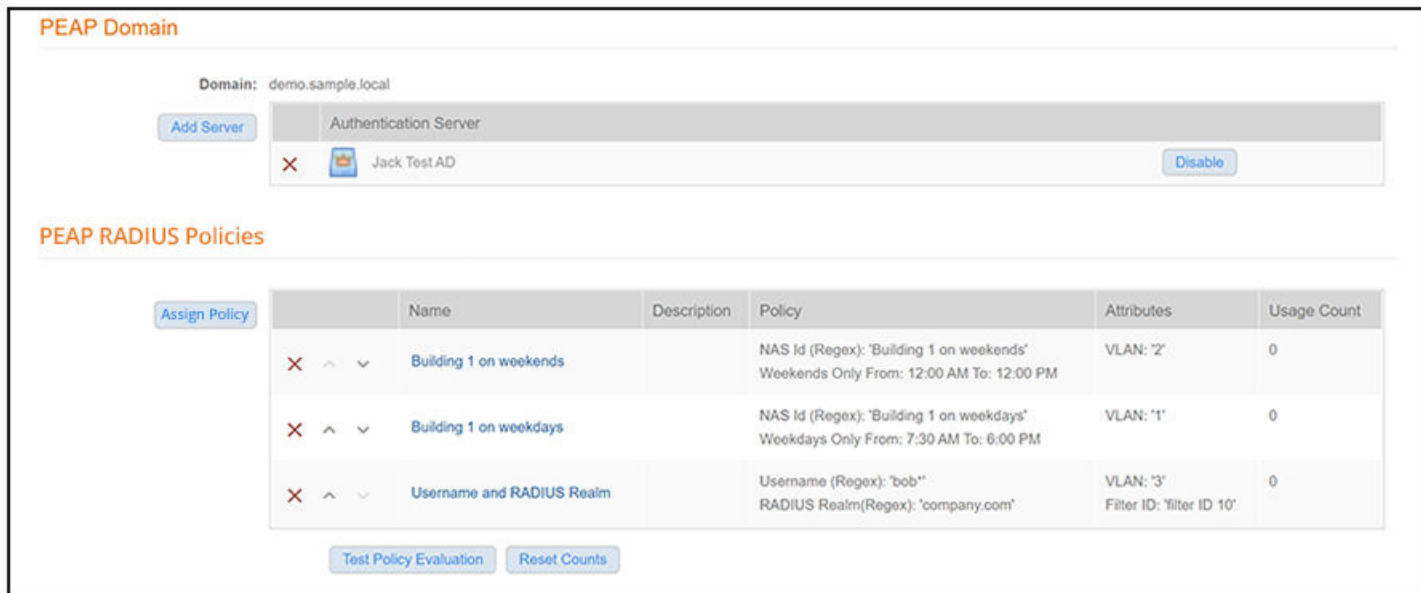 PEAP Domain
Domain: demo.sample.local
Add Server
Authentication Server
Jack Test AD
Disable
PEAP RADIUS Policies
Assign Policy
Name Description Policy Attributes Usage Count
Building 1 on weekends
NAS Id (Regex): 'Building 1 on weekends'
Weekends Only From: 12:00 AM To: 12:00 PM
VLAN: '2'
0
Building 1 on weekdays
NAS Id (Regex): 'Building 1 on weekdays'
Weekdays Only From: 7:30 AM To: 6:00 PM
VLAN: '1'
0
Username and RADIUS Realm
Username (Regex): 'bob*'
RADIUS Realm(Regex): 'company.com'
VLAN: '3'
Filter ID: 'filter ID 10'
0
Test Policy Evaluation
Reset Counts